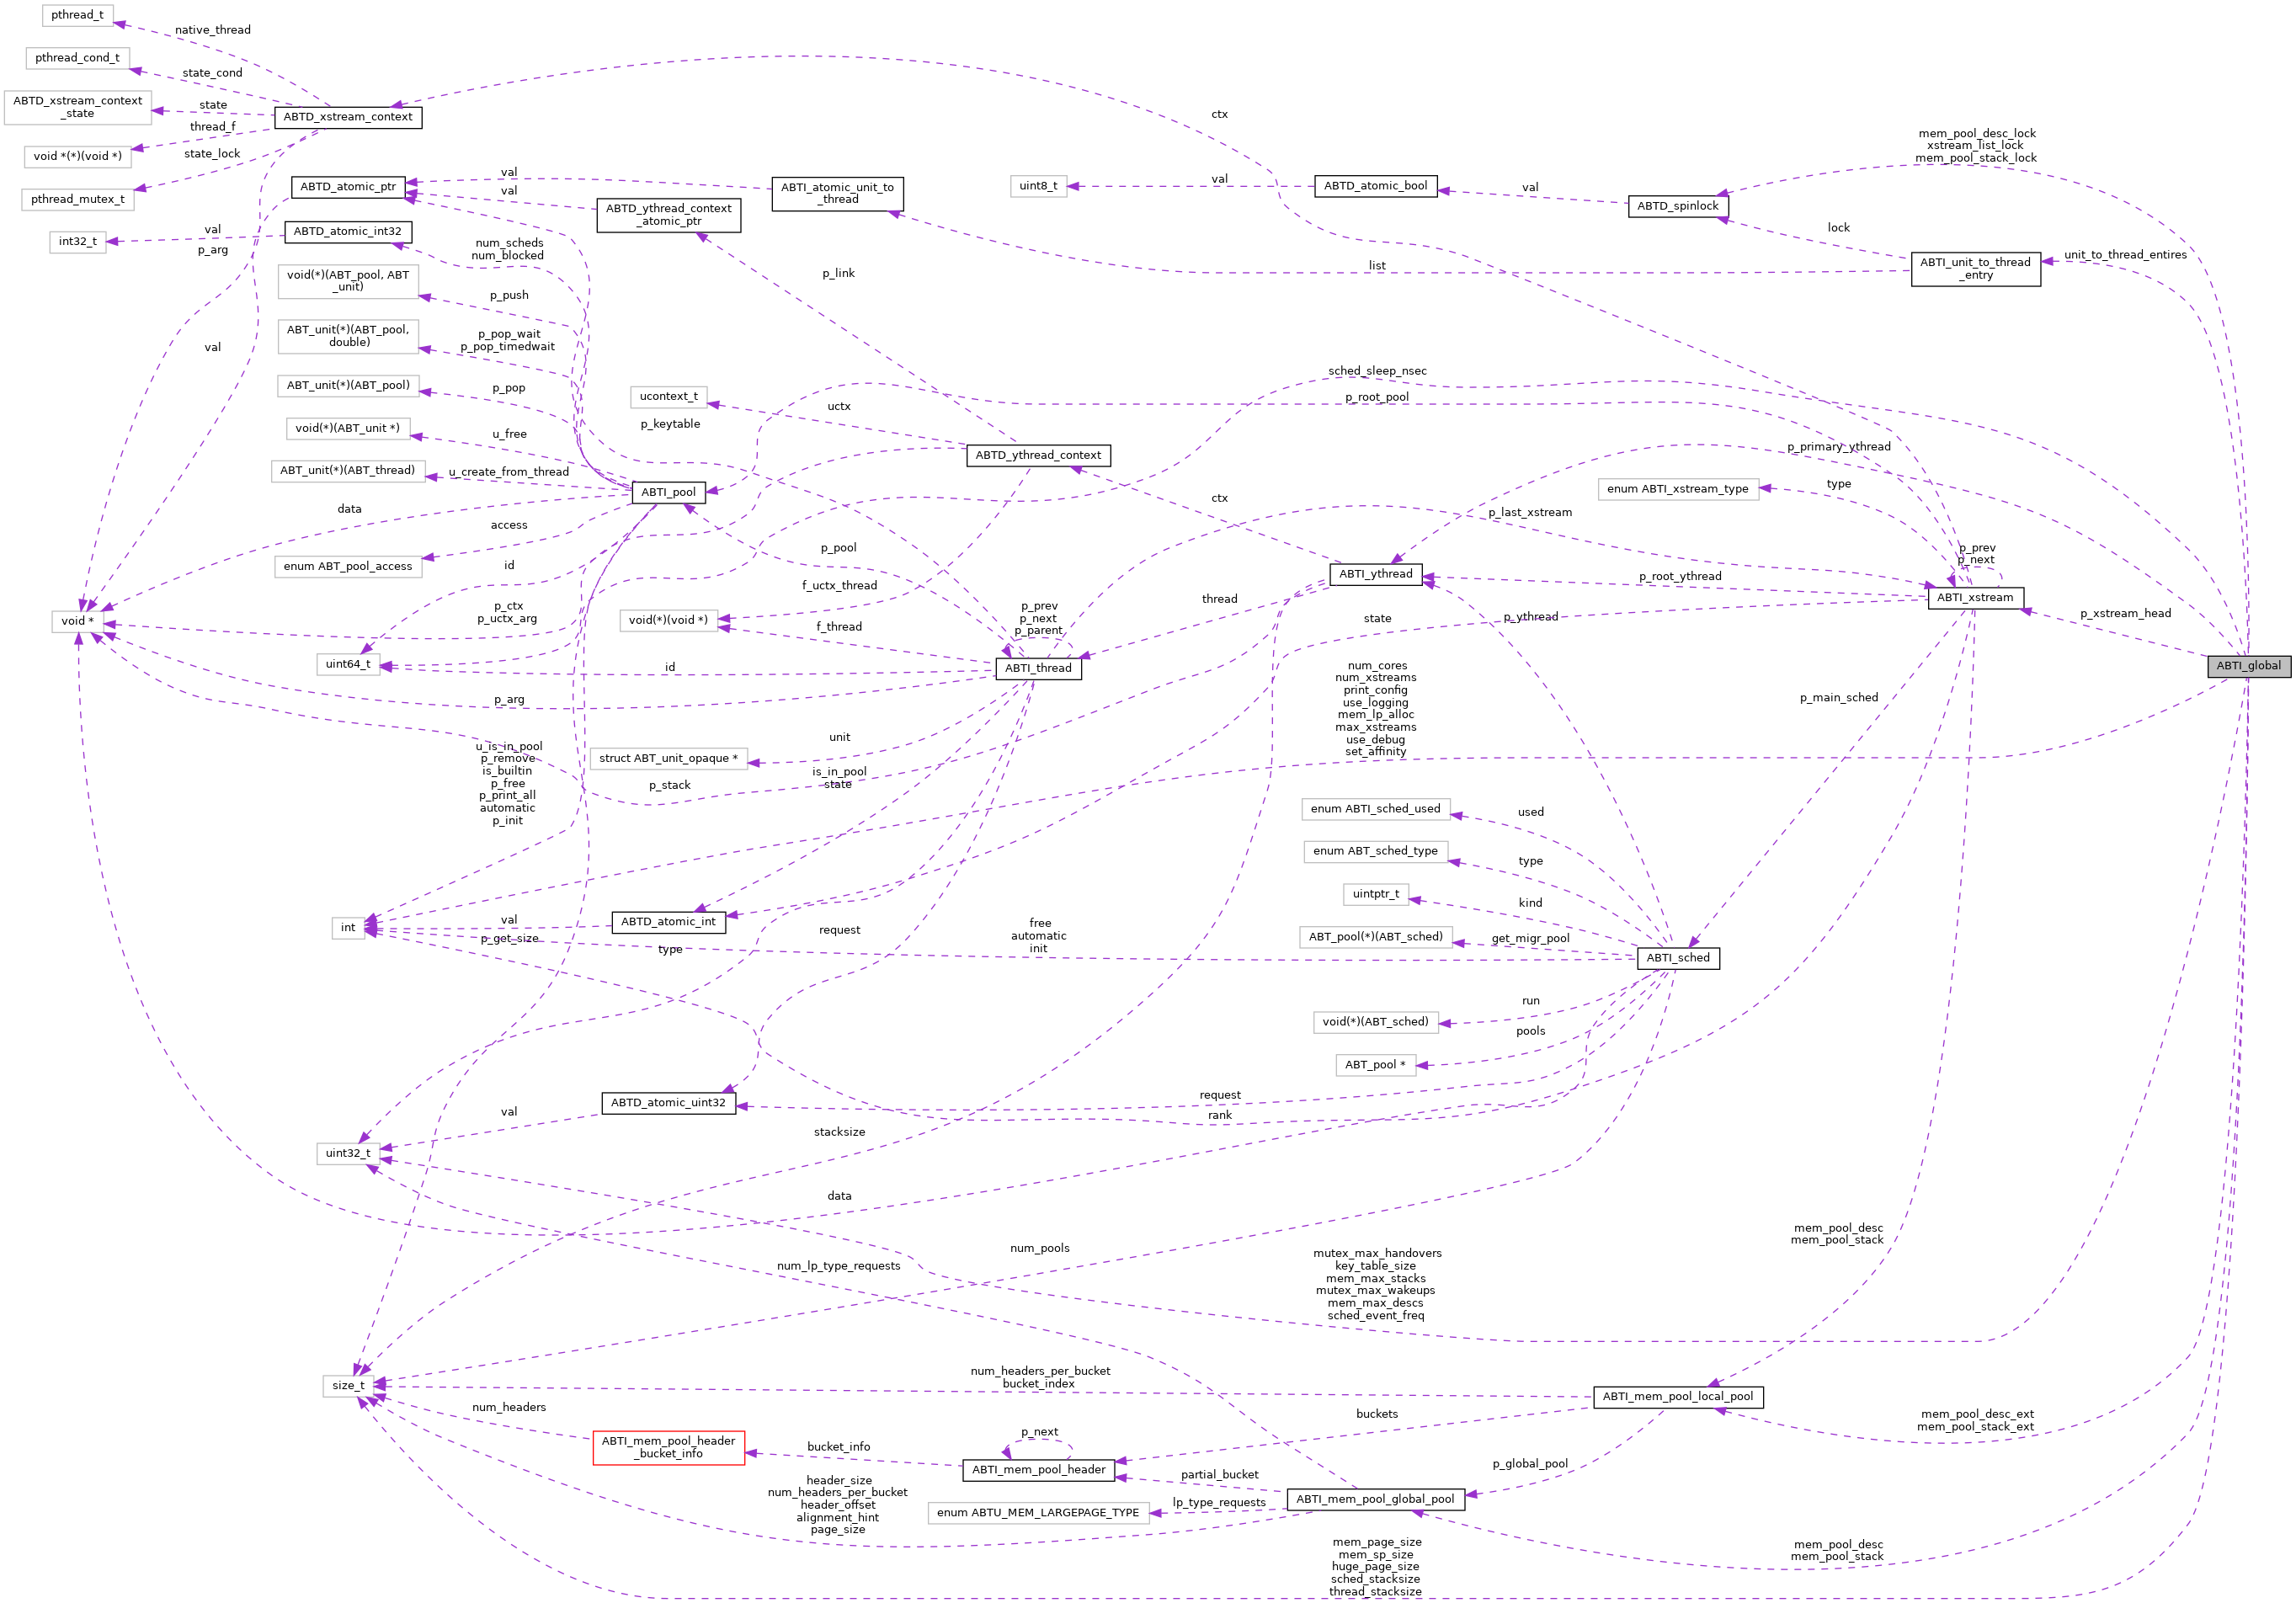 pthread_t
native_thread
pthread_cond_t
state_cond
ABTD_xstream_context
_state
state
ABTD_xstream_context
ctx
thread_f
void *(*)(void *)
state_lock
pthread_mutex_t
mem_pool_desc_lock
xstream_list_lock
mem_pool_stack_lock
ABTD_atomic_ptr
val
val
ABTI_atomic_unit_to
_thread
uint8_t
val
ABTD_atomic_bool
val
ABTD_spinlock
ABTD_ythread_context
_atomic_ptr
int32_t
val
p_arg
ABTD_atomic_int32
num_scheds
num_blocked
lock
unit_to_thread_entires
ABTI_unit_to_thread
_entry
list
p_link
void(*)(ABT_pool, ABT
_unit)
p_push
ABT_unit(*)(ABT_pool,
double)
p_pop_wait
p_pop_timedwait
val
ABT_unit(*)(ABT_pool)
p_pop
sched_sleep_nsec
p_root_pool
ucontext_t
uctx
p_keytable
void(*)(ABT_unit *)
u_free
ABTD_ythread_context
p_primary_ythread
ABT_unit(*)(ABT_thread)
u_create_from_thread
ABTI_pool
ctx
enum ABTI_xstream_type
type
data
access
p_last_xstream
enum ABT_pool_access
id
p_pool
f_uctx_thread
ABTI_ythread
p_root_ythread
p_prev
p_next
ABTI_xstream
p_ctx
p_uctx_arg
void *
void(*)(void *)
f_thread
p_prev
p_next
p_parent
thread
state
p_ythread
p_xstream_head
uint64_t
id
ABTI_thread
ABTI_global
p_arg
num_cores
num_xstreams
print_config
use_logging
mem_lp_alloc
max_xstreams
use_debug
set_affinity
p_main_sched
u_is_in_pool
p_remove
is_builtin
p_free
p_print_all
automatic
p_init
struct ABT_unit_opaque *
unit
p_stack
is_in_pool
state
enum ABTI_sched_used
used
enum ABT_sched_type
type
uintptr_t
kind
int
val
p_get_size
ABTD_atomic_int
type
request
free
automatic
init
ABT_pool(*)(ABT_sched)
get_migr_pool
ABTI_sched
void(*)(ABT_sched)
run
ABT_pool *
pools
ABTD_atomic_uint32
val
request
rank
uint32_t
stacksize
data
num_pools
num_lp_type_requests
mutex_max_handovers
key_table_size
mem_max_stacks
mutex_max_wakeups
mem_max_descs
sched_event_freq
mem_pool_desc
mem_pool_stack
size_t
num_headers_per_bucket
bucket_index
ABTI_mem_pool_local_pool
num_headers
buckets
mem_pool_desc_ext
mem_pool_stack_ext
ABTI_mem_pool_header
_bucket_info
bucket_info
p_next
ABTI_mem_pool_header
partial_bucket
p_global_pool
header_size
num_headers_per_bucket
header_offset
alignment_hint
page_size
enum ABTU_MEM_LARGEPAGE_TYPE
lp_type_requests
ABTI_mem_pool_global_pool
mem_page_size
mem_sp_size
huge_page_size
sched_stacksize
thread_stacksize
mem_pool_desc
mem_pool_stack